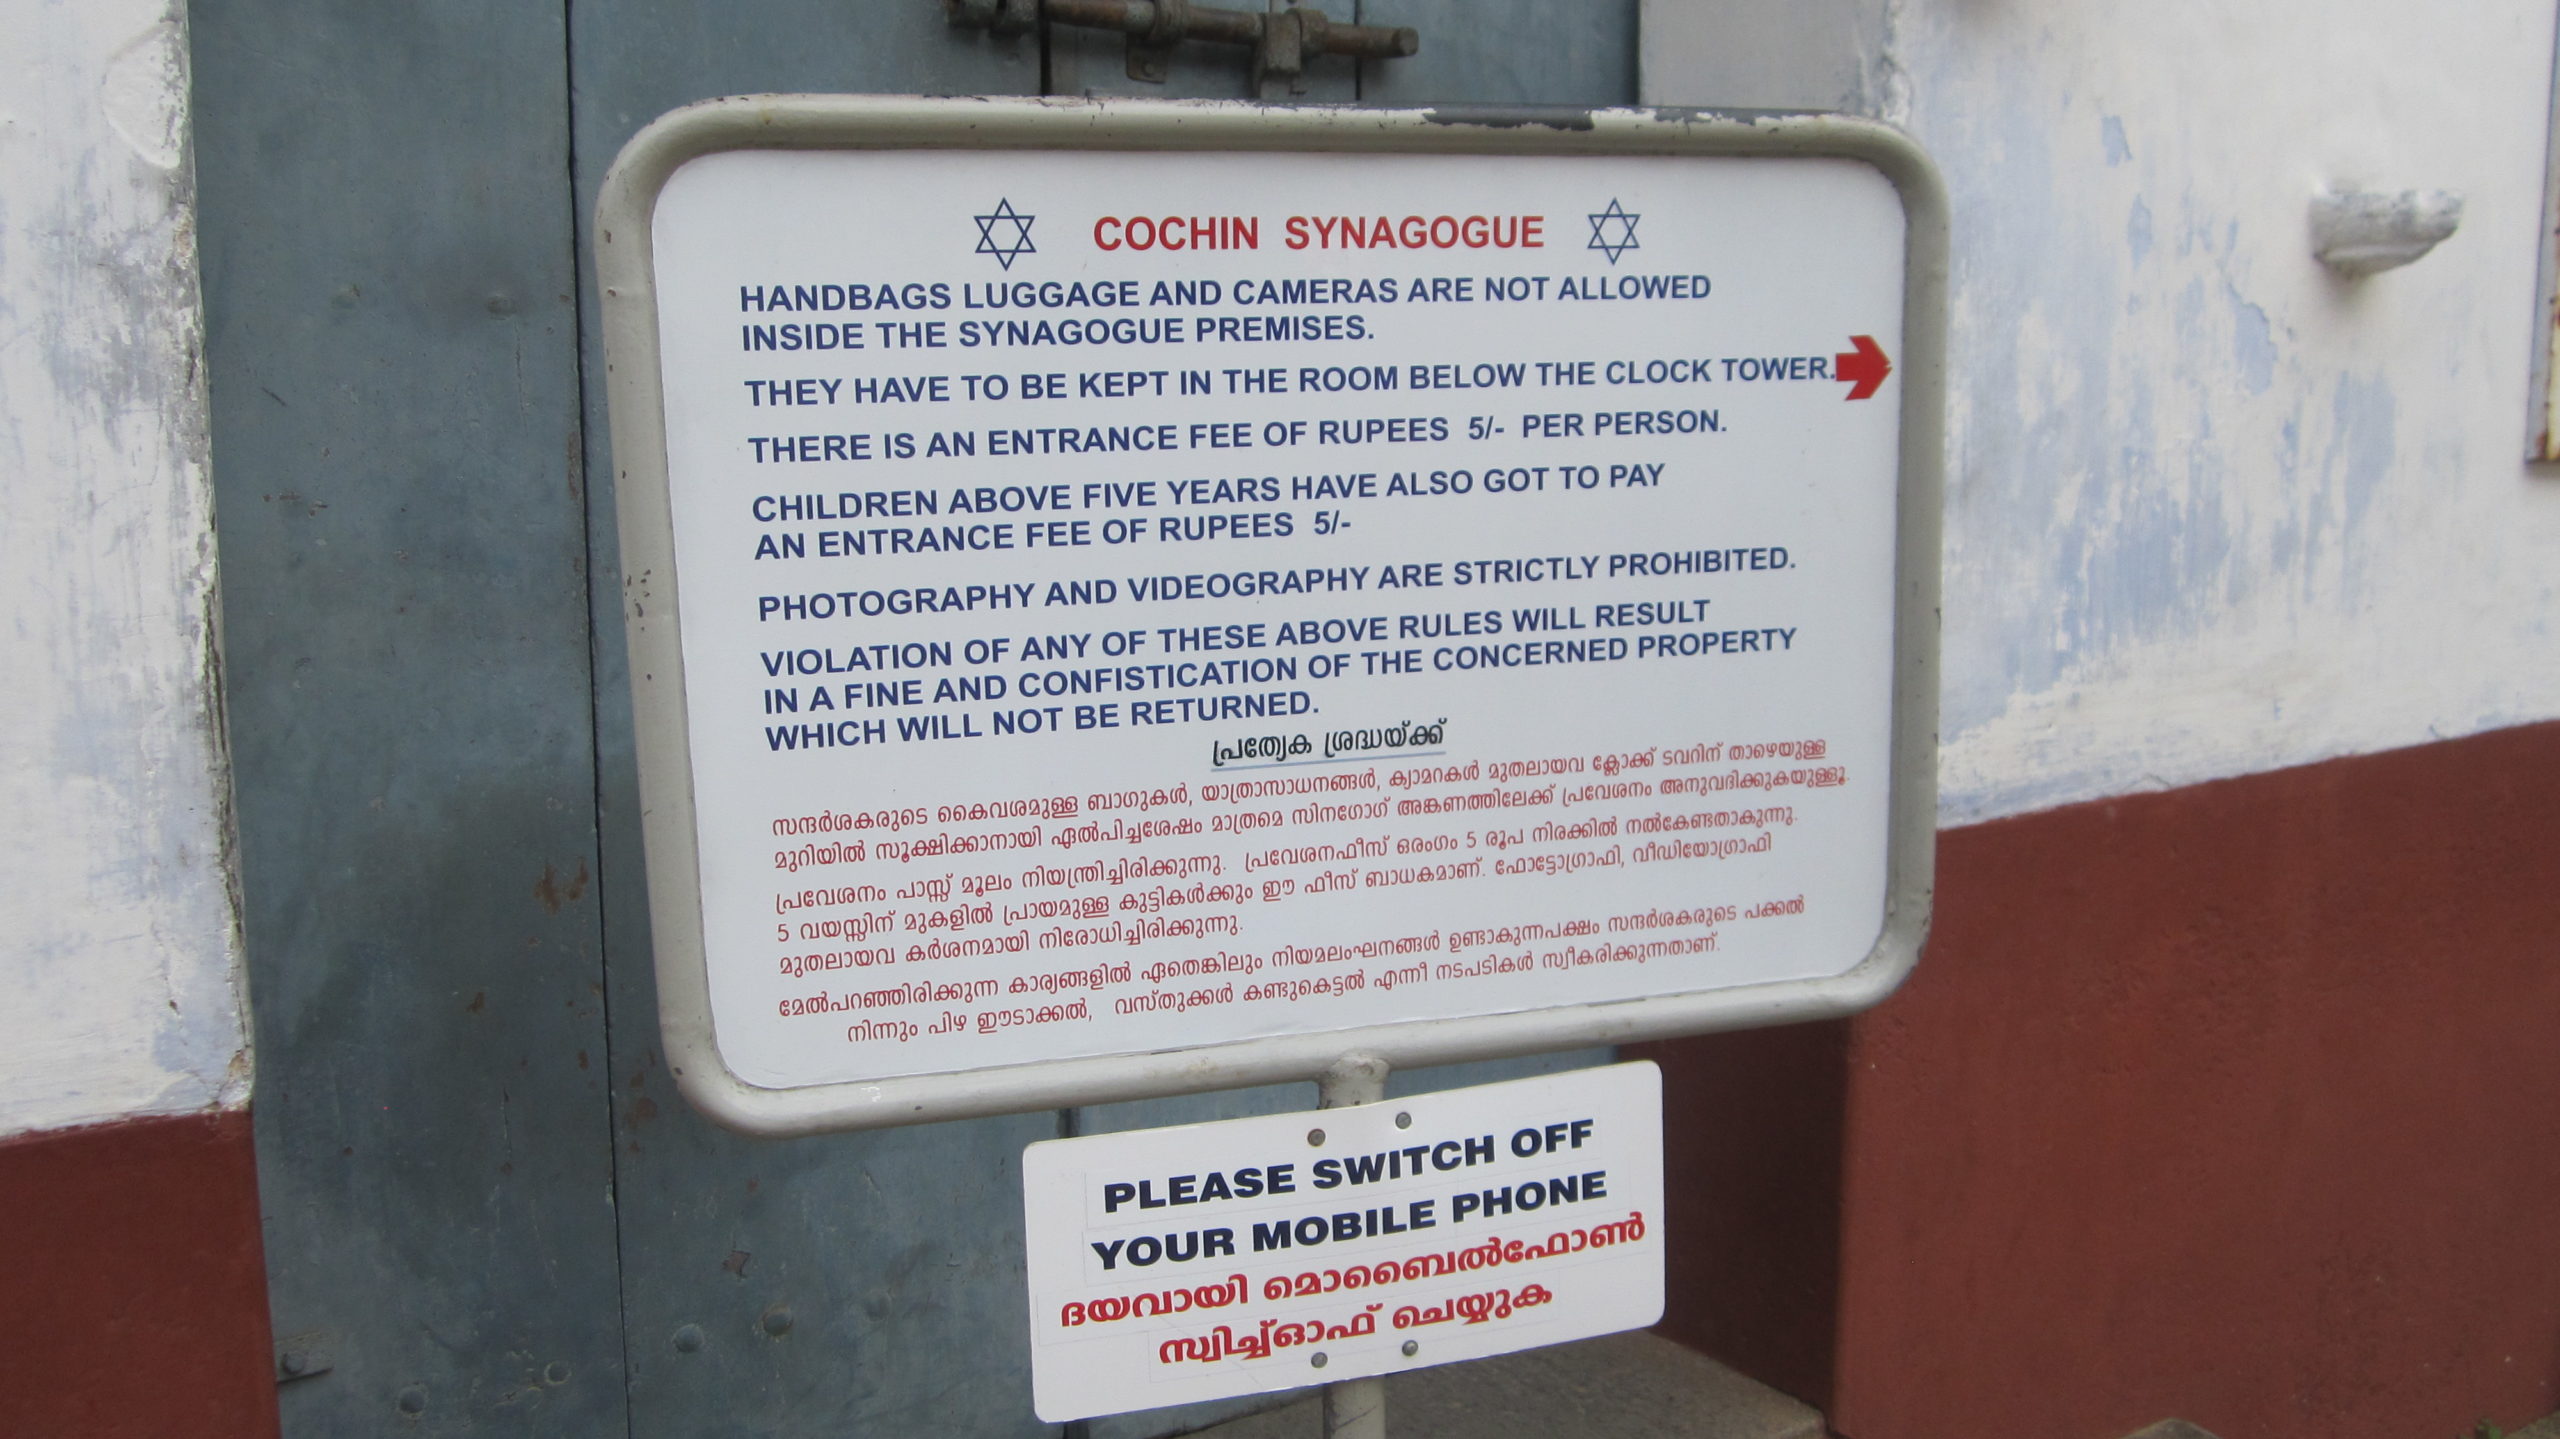 COCHIN SYNAGOGUE
HANDBAGS LUGGAGE AND CAMERAS ARE NOT ALLOWED
INSIDE THE SYNAGOGUE PREMISES.
THEY HAVE TO BE KEPT IN THE ROOM BELOW THE CLOCK TOWER.
THERE IS AN ENTRANCE FEE OF RUPEES 5/- PER PERSON.
CHILDREN ABOVE FIVE YEARS HAVE ALSO GOT TO PAY
AN ENTRANCE FEE OF RUPEES 5/-
PHOTOGRAPHY AND VIDEOGRAPHY ARE STRICTLY PROHIBITED.
VIOLATION OF ANY OF THESE ABOVE RULES WILL RESULT
IN A FINE AND CONFISTICATION OF THE CONCERNED PROPERTY
WHICH WILL NOT BE RETURNED.
പ്രത്യേക ശ്രദ്ധയ്ക്ക്
സന്ദർശകരുടെ കൈവശമുള്ള ബാഗുകൾ, യാത്രാസാധനങ്ങൾ, ക്യാമറകൾ മുതലായവ ക്ലോക്ക് ടവറിന് താഴെയുള്ള
മുറിയിൽ സൂക്ഷിക്കാനായി ഏൽപിച്ചശേഷം മാത്രമെ സിനഗോഗ് അങ്കണത്തിലേക്ക് പ്രവേശനം അനുവദിക്കുകയുള്ളൂ.
പ്രവേശനം പാസ്സ് മൂലം നിയന്ത്രിച്ചിരിക്കുന്നു. പ്രവേശനഫീസ് ഒരംഗം 5 രൂപ നിരക്കിൽ നൽകേണ്ടതാകുന്നു.
5 വയസ്സിന് മുകളിൽ പ്രായമുള്ള കുട്ടികൾക്കും ഈ ഫീസ് ബാധകമാണ്. ഫോട്ടോഗ്രാഫി, വീഡിയോഗ്രാഫി
മുതലായവ കർശനമായി നിരോധിച്ചിരിക്കുന്നു.
മേൽപറഞ്ഞിരിക്കുന്ന കാര്യങ്ങളിൽ ഏതെങ്കിലും നിയമലംഘനങ്ങൾ ഉണ്ടാകുന്നപക്ഷം സന്ദർശകരുടെ പക്കൽ
നിന്നും പിഴ ഈടാക്കൽ, വസ്തുക്കൾ കണ്ടുകെട്ടൽ എന്നീ നടപടികൾ സ്വീകരിക്കുന്നതാണ്.
PLEASE SWITCH OFF
YOUR MOBILE PHONE
ദയവായി മൊബൈൽഫോൺ
സ്വിച്ച്ഓഫ് ചെയ്യുക